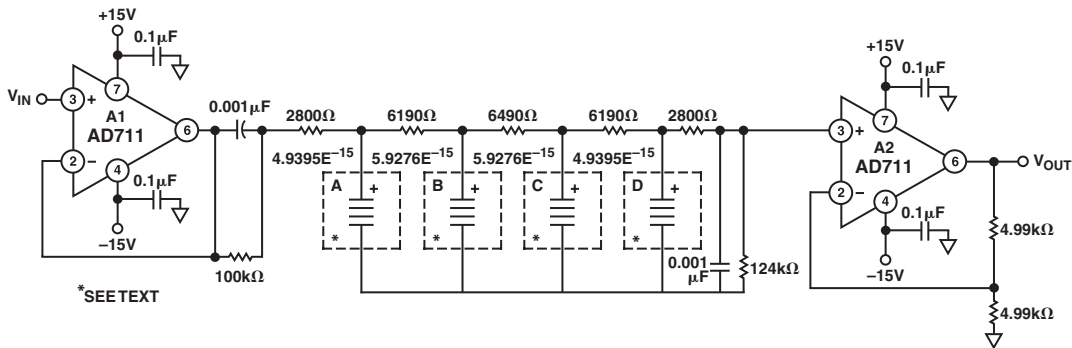 +15V
0.1µF
7
VIN
3
+
A1
AD711
6
2
–
4
0.1µF
–15V
0.001µF
100kΩ
2800Ω
6190Ω
6490Ω
6190Ω
2800Ω
4.9395E–15
5.9276E–15
5.9276E–15
4.9395E–15
A
+
*
B
+
*
C
+
*
D
+
*
0.001
µF
124kΩ
*SEE TEXT
+15V
0.1µF
7
3
+
A2
AD711
6
VOUT
2
–
4
0.1µF
–15V
4.99kΩ
4.99kΩ